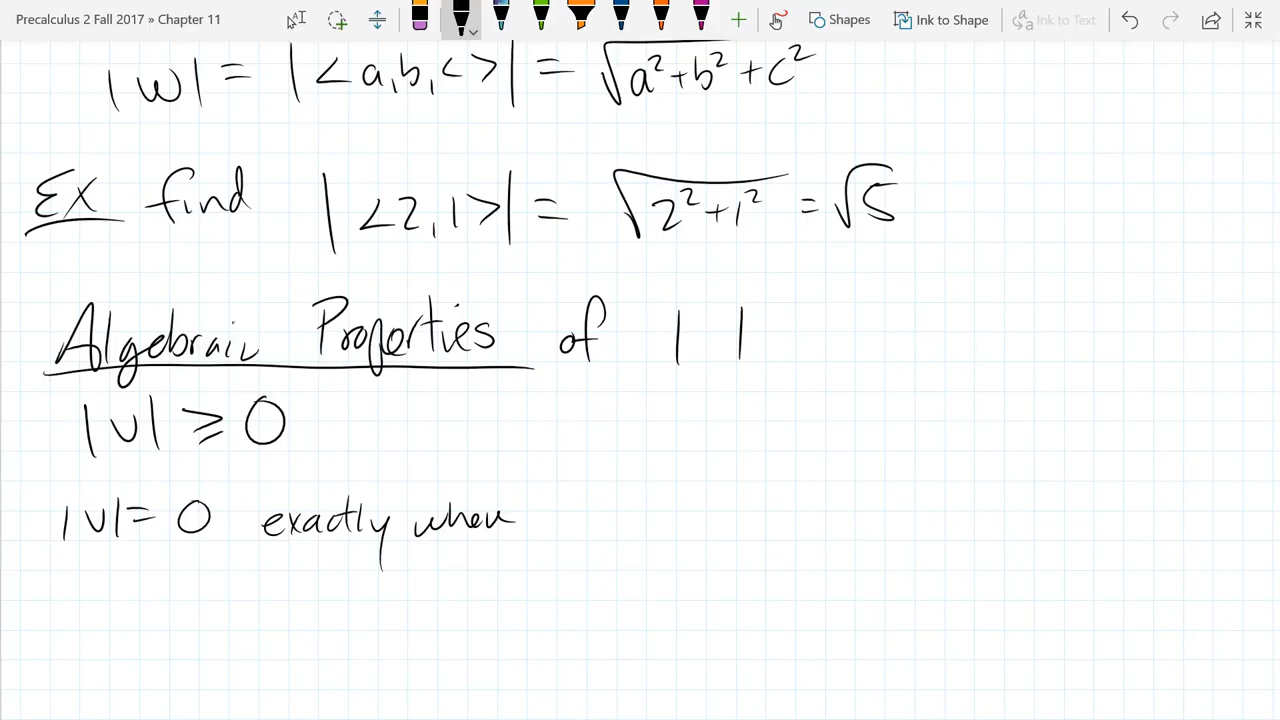 Precalculus 2 Fall 2017 » Chapter 11
Shapes
Ink to Shape
Ink to Text
|w| = |<a,b,c>| = √a²+b²+c²
Ex find |<2,1>| = √2²+1² = √5
Algebraic Properties of | |
|v| ≥ 0
|v| = 0 exactly when